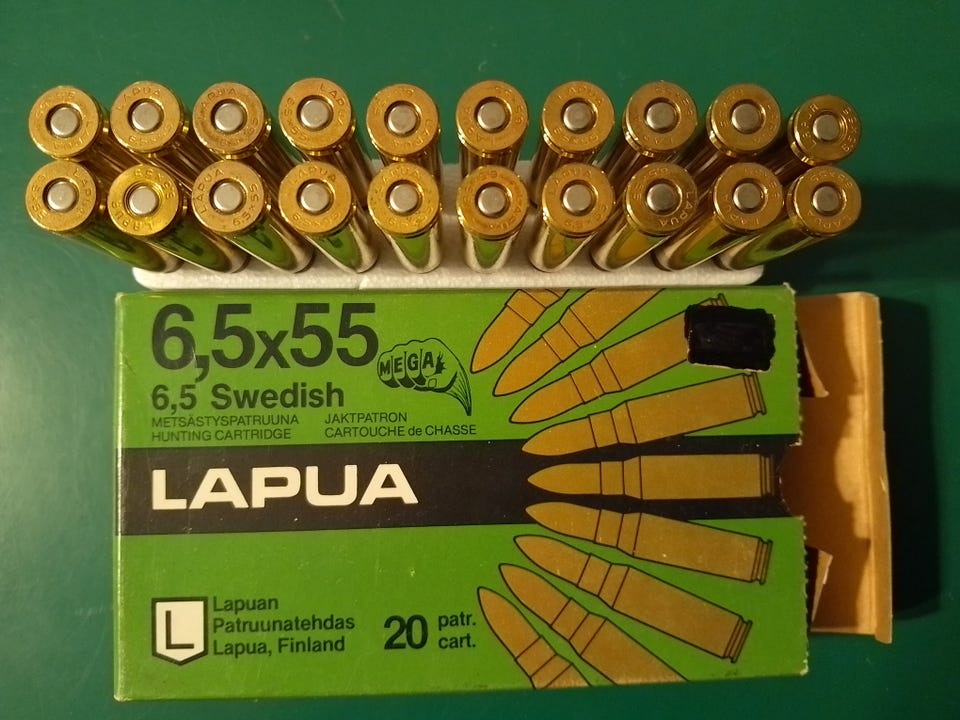 6,5x55
MEGA
6,5 Swedish
METSÄSTYSPATRUUNA JAKTPATRON
HUNTING CARTRIDGE CARTOUCHE de CHASSE
LAPUA
L
Lapuan
Patruunatehdas
Lapua, Finland
20 patr.
cart.